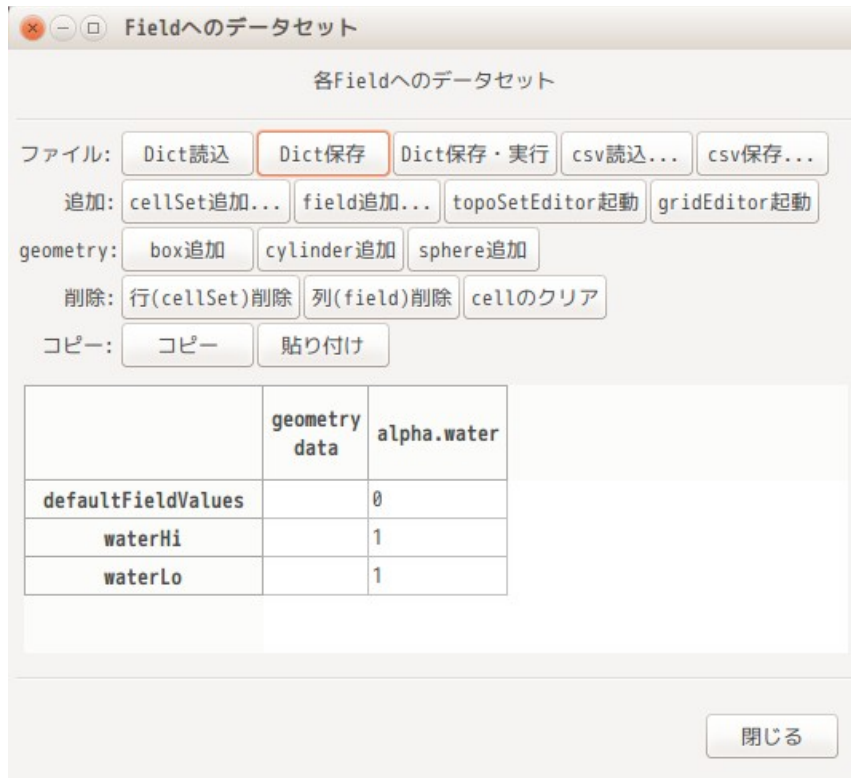 Fieldへのデータセット
各Fieldへのデータセット
ファイル: Dict読込 Dict保存 Dict保存・実行 csv読込... csv保存...
追加: cellSet追加... field追加... topoSetEditor起動 gridEditor起動
geometry: box追加 cylinder追加 sphere追加
削除: 行(cellSet)削除 列(field)削除 cellのクリア
コピー: コピー 貼り付け
geometry
data alpha.water
defaultFieldValues 0
waterHi 1
waterLo 1
閉じる